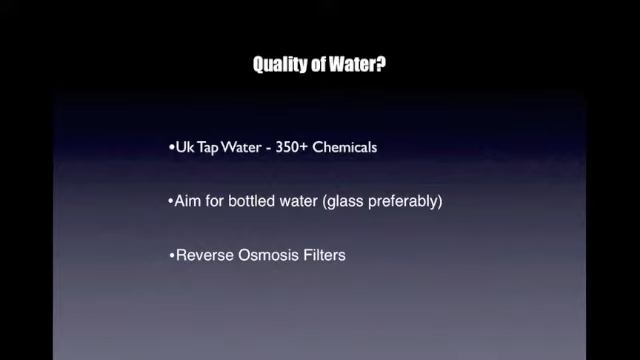 Quality of Water?
•Uk Tap Water - 350+ Chemicals
•Aim for bottled water (glass preferably)
•Reverse Osmosis Filters